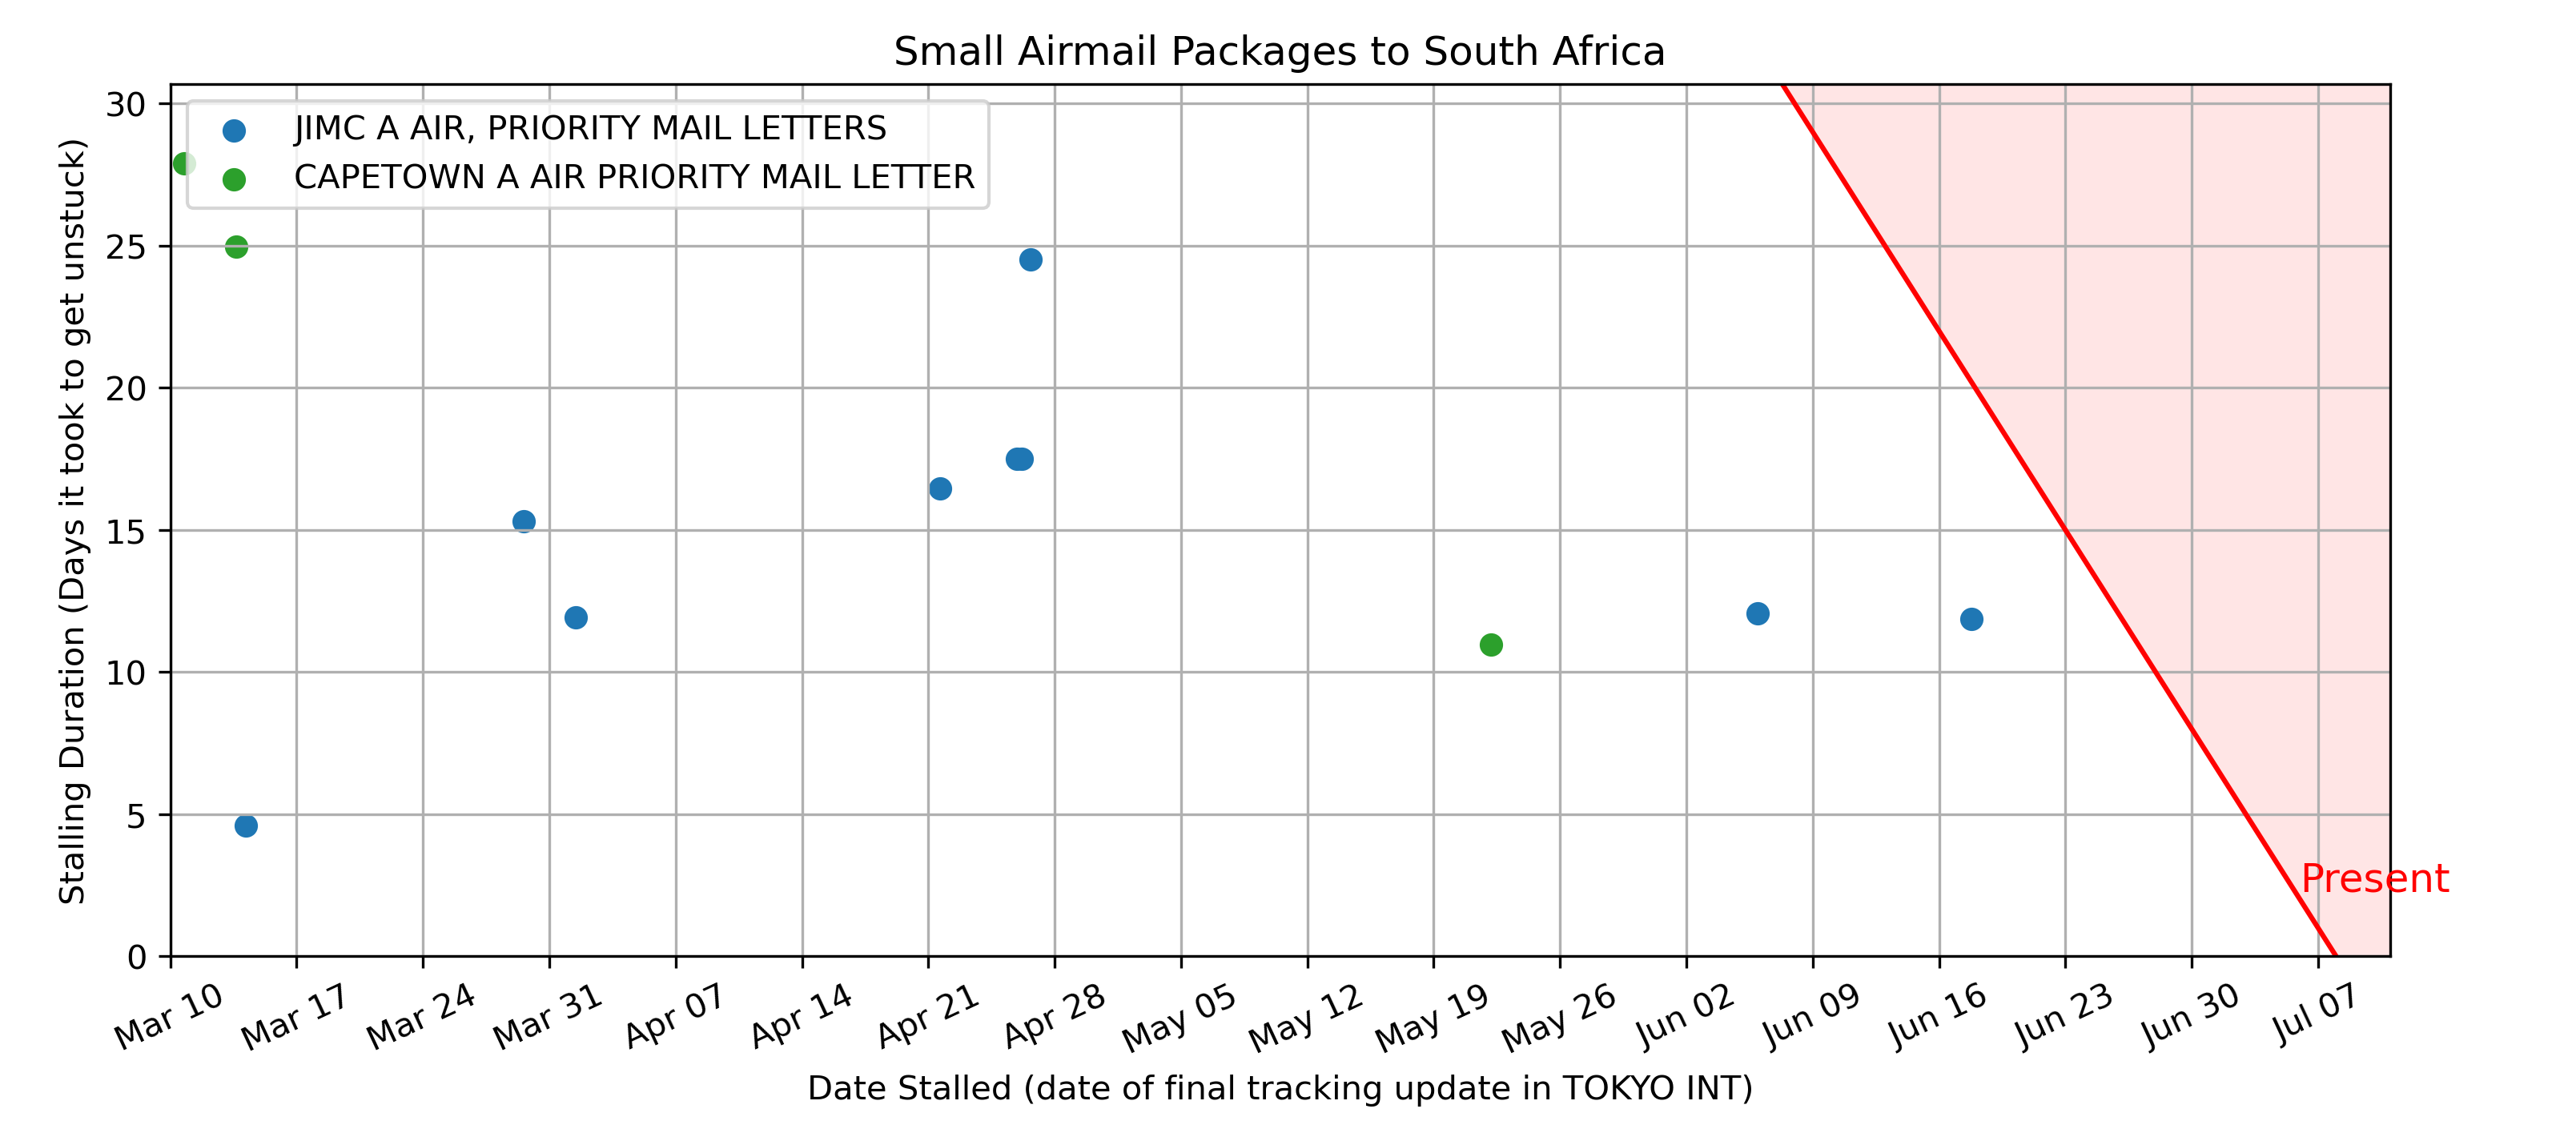 Small Airmail Packages to South Africa
JIMC A AIR, PRIORITY MAIL LETTERS
CAPETOWN A AIR PRIORITY MAIL LETTER
Stalling Duration (Days it took to get unstuck)
30
25
20
15
10
5
0
Present
Mar 10 Mar 17 Mar 24 Mar 31 Apr 07 Apr 14 Apr 21 Apr 28 May 05 May 12 May 19 May 26 Jun 02 Jun 09 Jun 16 Jun 23 Jun 30 Jul 07
Date Stalled (date of final tracking update in TOKYO INT)